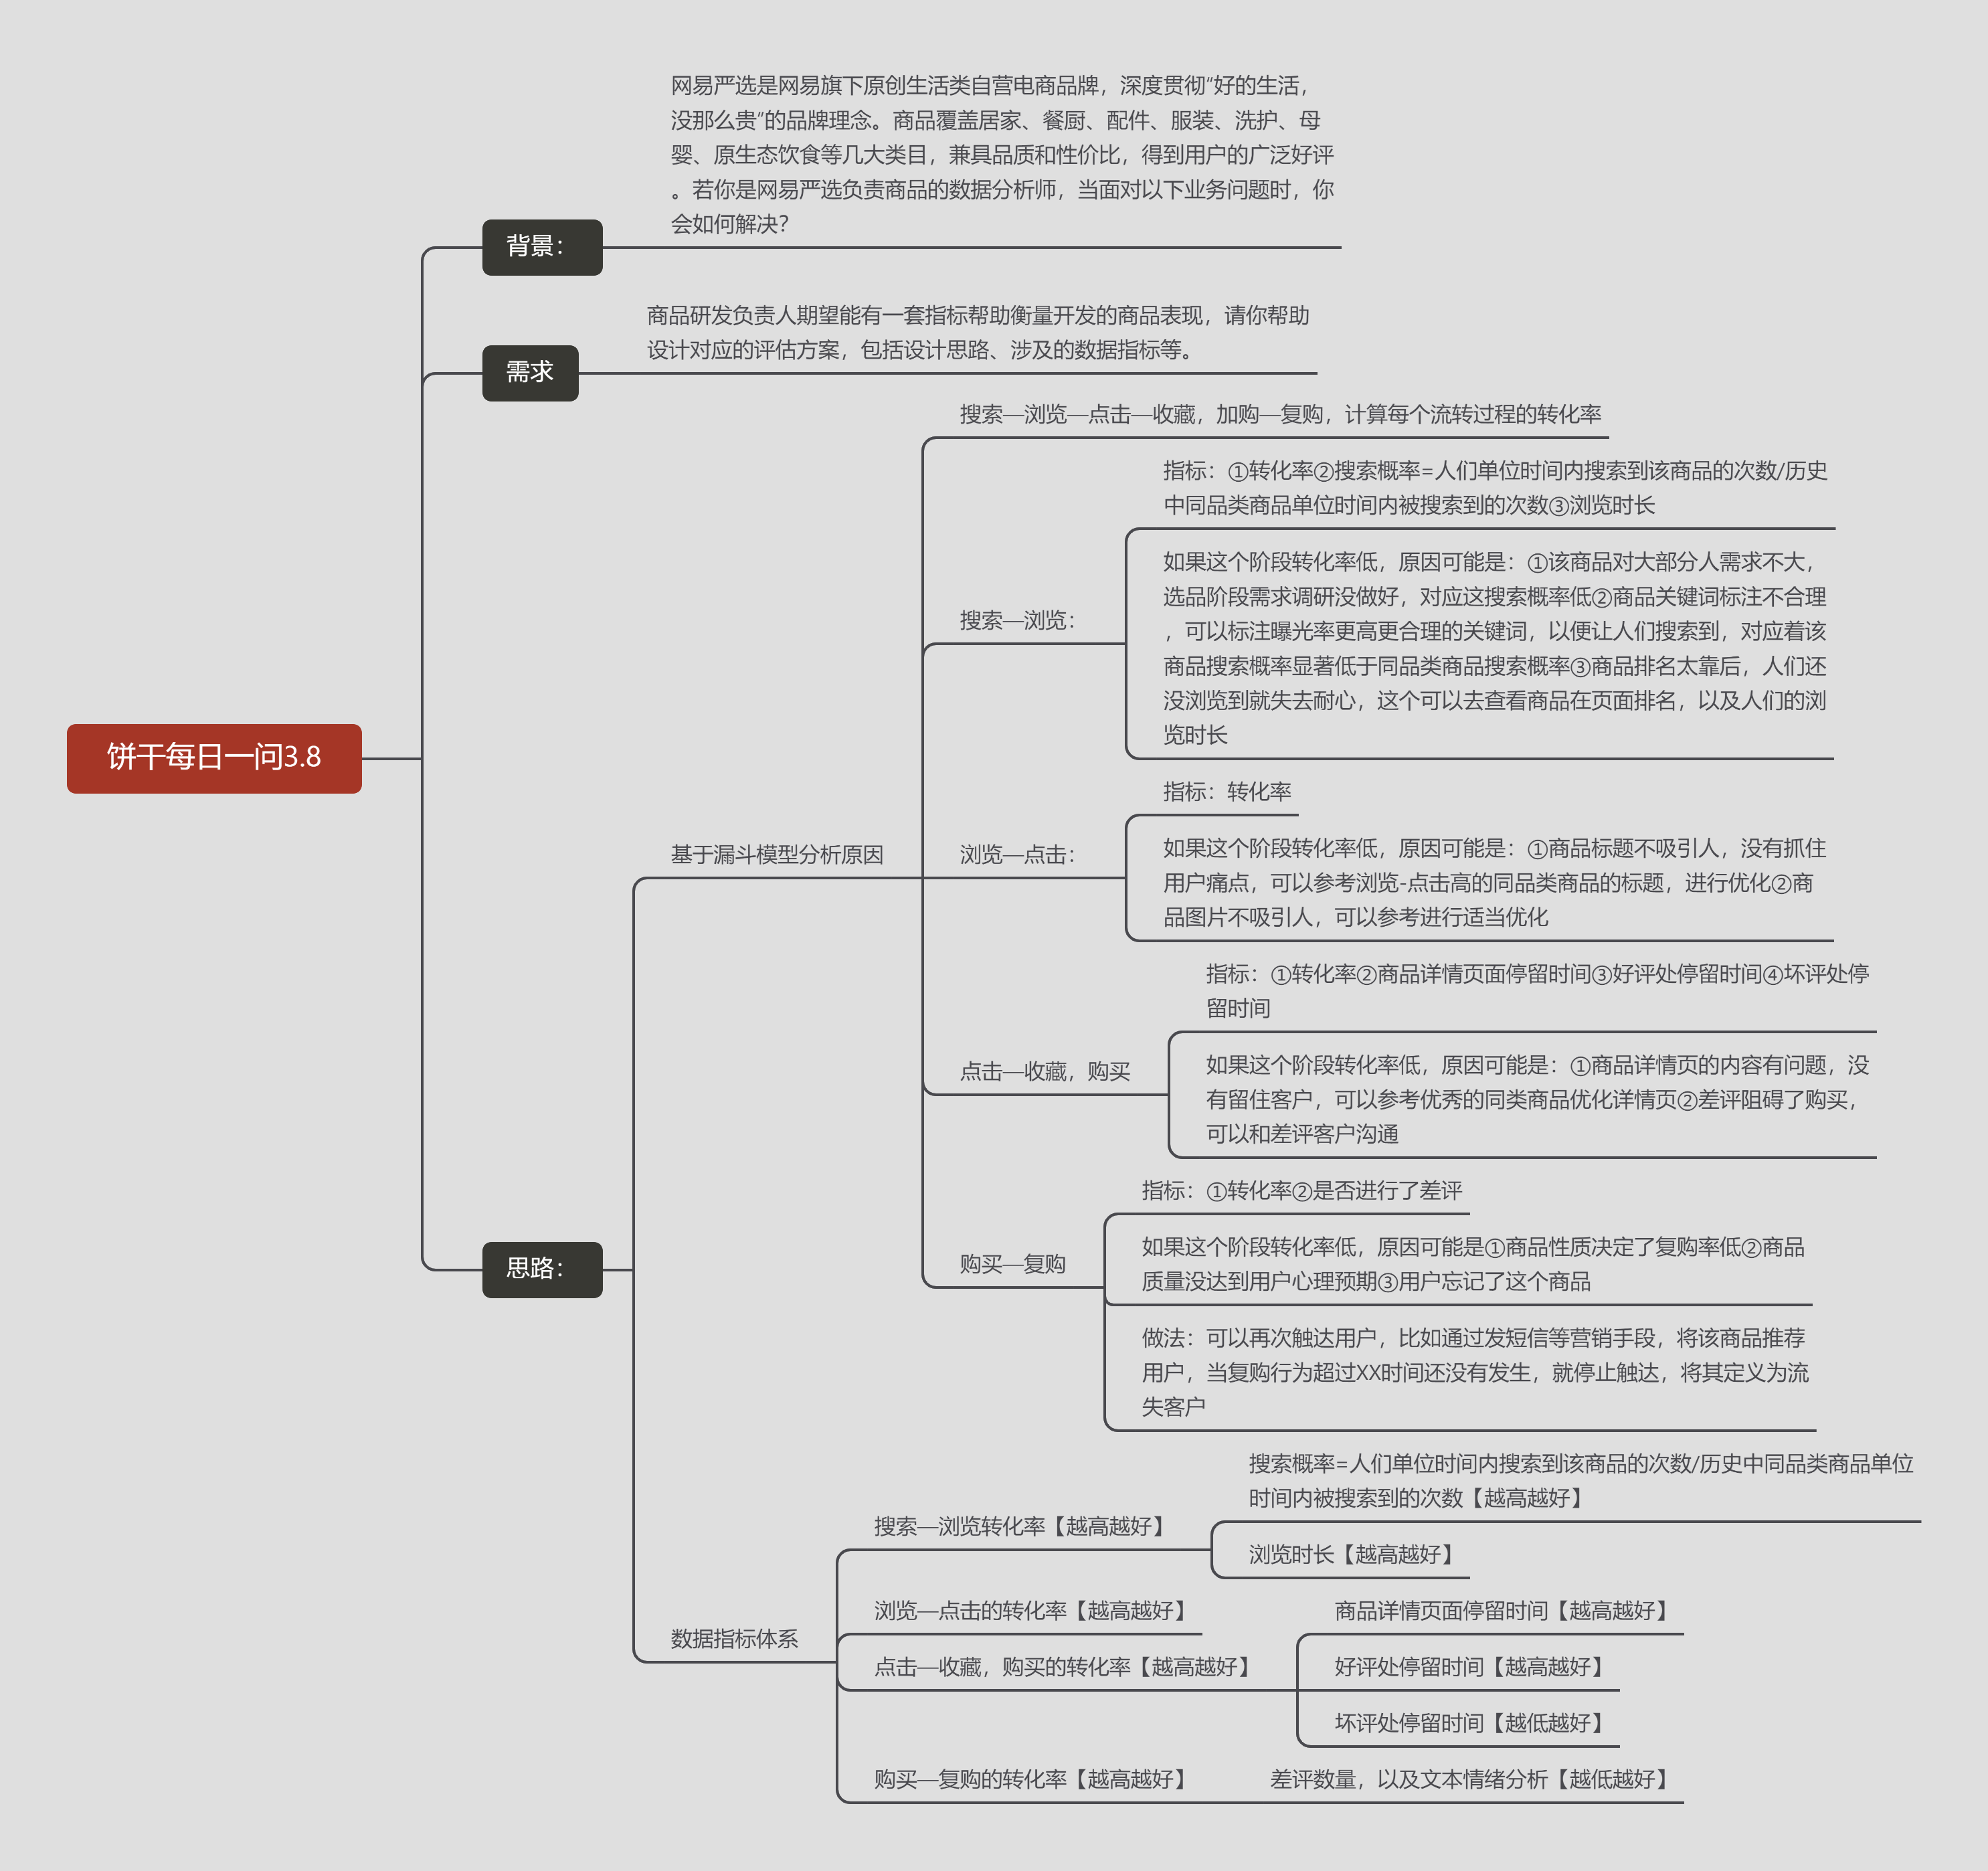 网易严选是网易旗下原创生活类自营电商品牌，深度贯彻“好的生活，
没那么贵”的品牌理念。商品覆盖居家、餐厨、配件、服装、洗护、母
婴、原生态饮食等几大类目，兼具品质和性价比，得到用户的广泛好评
。若你是网易严选负责商品的数据分析师，当面对以下业务问题时，你
会如何解决？
背景：
商品研发负责人期望能有一套指标帮助衡量开发的商品表现，请你帮助
设计对应的评估方案，包括设计思路、涉及的数据指标等。
需求
搜索—浏览—点击—收藏，加购—复购，计算每个流转过程的转化率
指标：①转化率②搜索概率=人们单位时间内搜索到该商品的次数/历史
中同品类商品单位时间内被搜索到的次数③浏览时长
如果这个阶段转化率低，原因可能是：①该商品对大部分人需求不大，
选品阶段需求调研没做好，对应这搜索概率低②商品关键词标注不合理
，可以标注曝光率更高更合理的关键词，以便让人们搜索到，对应着该
商品搜索概率显著低于同品类商品搜索概率③商品排名太靠后，人们还
没浏览到就失去耐心，这个可以去查看商品在页面排名，以及人们的浏
览时长
搜索—浏览：
饼干每日一问3.8
指标：转化率
基于漏斗模型分析原因
浏览—点击：
如果这个阶段转化率低，原因可能是：①商品标题不吸引人，没有抓住
用户痛点，可以参考浏览-点击高的同品类商品的标题，进行优化②商
品图片不吸引人，可以参考进行适当优化
指标：①转化率②商品详情页面停留时间③好评处停留时间④坏评处停
留时间
点击—收藏，购买
如果这个阶段转化率低，原因可能是：①商品详情页的内容有问题，没
有留住客户，可以参考优秀的同类商品优化详情页②差评阻碍了购买，
可以和差评客户沟通
指标：①转化率②是否进行了差评
购买—复购
如果这个阶段转化率低，原因可能是①商品性质决定了复购率低②商品
质量没达到用户心理预期③用户忘记了这个商品
思路：
做法：可以再次触达用户，比如通过发短信等营销手段，将该商品推荐
用户，当复购行为超过XX时间还没有发生，就停止触达，将其定义为流
失客户
搜索概率=人们单位时间内搜索到该商品的次数/历史中同品类商品单位
时间内被搜索到的次数【越高越好】
搜索—浏览转化率【越高越好】
浏览时长【越高越好】
浏览—点击的转化率【越高越好】
商品详情页面停留时间【越高越好】
数据指标体系
点击—收藏，购买的转化率【越高越好】
好评处停留时间【越高越好】
坏评处停留时间【越低越好】
购买—复购的转化率【越高越好】
差评数量，以及文本情绪分析【越低越好】